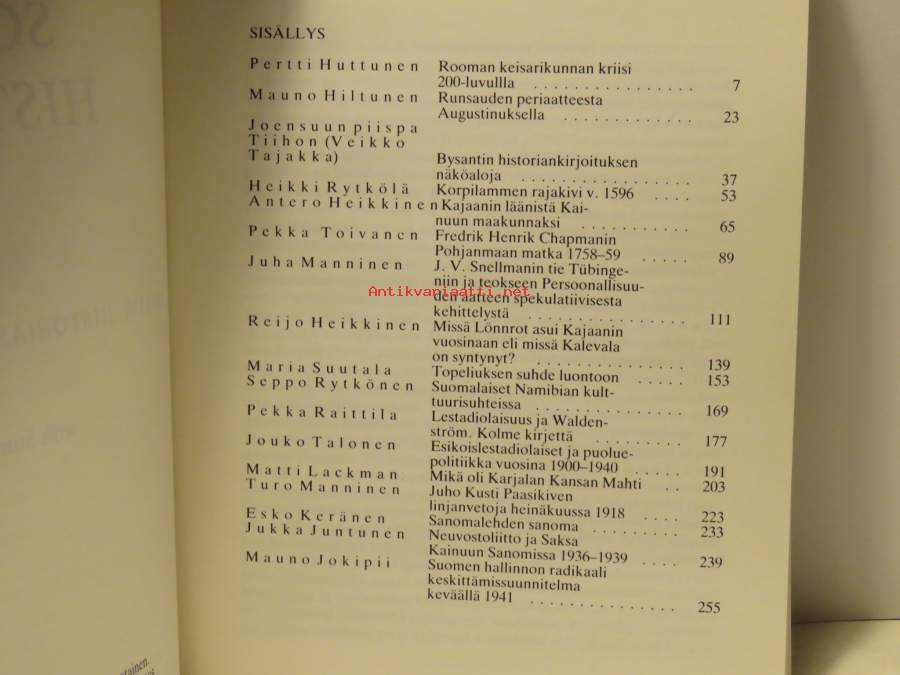 SISÄLLYS
Pertti Huttunen Rooman keisarikunnan kriisi
200-luvullla . . . . . . . . . . . . . . . . . 7
Mauno Hiltunen Runsauden periaatteesta
Augustinuksella . . . . . . . . . . . . . 23
Joensuun piispa
Tiihon (Veikko
Tajakka) Bysantin historiankirjoituksen
näköaloja . . . . . . . . . . . . . . . . . 37
Heikki Rytkölä Korpilammen rajakivi v. 1596 . . . . 53
Antero Heikkinen Kajaanin läänistä Kai-
nuun maakunnaksi . . . . . . . . . . . 65
Pekka Toivanen Fredrik Henrik Chapmanin
Pohjanmaan matka 1758–59 . . . . . 89
Juha Manninen J. V. Snellmanin tie Tübinge-
niin ja teokseen Persoonallisuu-
den aatteen spekulatiivisesta
kehittelystä . . . . . . . . . . . . . . . . 111
Antikvariaatti.net
Reijo Heikkinen Missä Lönnrot asui Kajaanin
vuosinaan eli missä Kalevala
on syntynyt? . . . . . . . . . . . . . . . 139
Maria Suutala Topeliuksen suhde luontoon . . . . . 153
Seppo Rytkönen Suomalaiset Namibian kult-
tuurisuhteissa . . . . . . . . . . . . . . . 169
Pekka Raittila Lestadiolaisuus ja Walden-
ström. Kolme kirjettä . . . . . . . . . 177
Jouko Talonen Esikoislestadiolaiset ja puolue-
politiikka vuosina 1900–1940 . . . . . 191
Matti Lackman Mikä oli Karjalan Kansan Mahti . . 203
Turo Manninen Juho Kusti Paasikiven
linjanvetoja heinäkuussa 1918 . . . . 223
Esko Keränen Sanomalehden sanoma . . . . . . . . . 233
Jukka Juntunen Neuvostoliitto ja Saksa
Kainuun Sanomissa 1936–1939 . . . . 239
Mauno Jokipii Suomen hallinnon radikaali
keskittämissuunnitelma
keväällä 1941 . . . . . . . . . . . . . . . 255